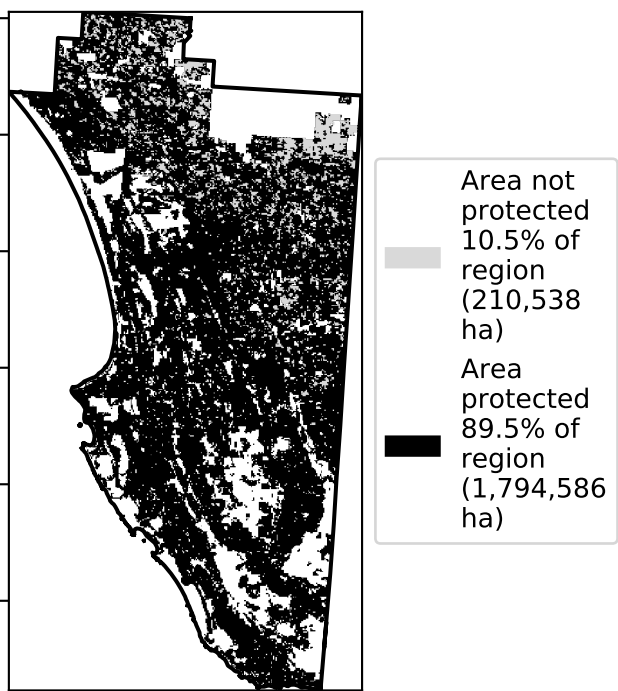 Area not
protected
10.5% of
region
(210,538
ha)
Area
protected
89.5% of
region
(1,794,586
ha)